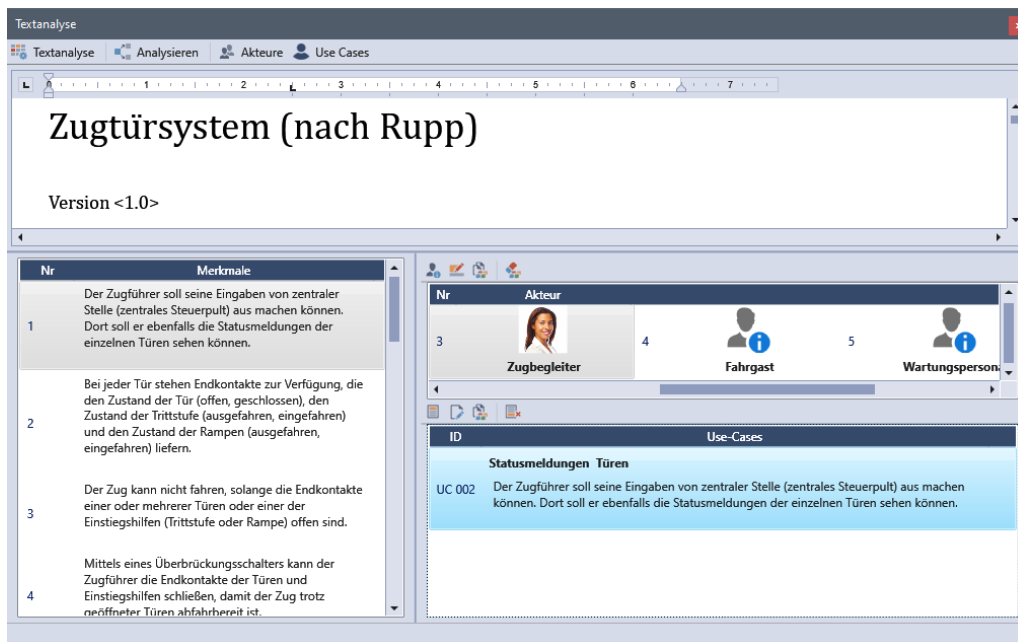 Textanalyse
Textanalyse Analysieren Akteure Use Cases
1 2 3 4 5 6 7
Zugtürsystem (nach Rupp)
Version <1.0>
Nr Merkmale
1
Der Zugführer soll seine Eingaben von zentraler
Stelle (zentrales Steuerpult) aus machen können.
Dort soll er ebenfalls die Statusmeldungen der
einzelnen Türen sehen können.
2
Bei jeder Tür stehen Endkontakte zur Verfügung, die
den Zustand der Tür (offen, geschlossen), den
Zustand der Trittstufe (ausgefahren, eingefahren)
und den Zustand der Rampen (ausgefahren,
eingefahren) liefern.
3
Der Zug kann nicht fahren, solange die Endkontakte
einer oder mehrerer Türen oder einer der
Einstiegshilfen (Trittstufe oder Rampe) offen sind.
4
Mittels eines Überbrückungsschalters kann der
Zugführer die Endkontakte der Türen und
Einstiegshilfen schließen, damit der Zug trotz
geöffneter Türen abfahrbereit ist.
Nr Akteur
3 Zugbegleiter
4 Fahrgast
5 Wartungsperson
ID Use-Cases
Statusmeldungen Türen
UC 002
Der Zugführer soll seine Eingaben von zentraler Stelle (zentrales Steuerpult) aus machen
können. Dort soll er ebenfalls die Statusmeldungen der einzelnen Türen sehen können.